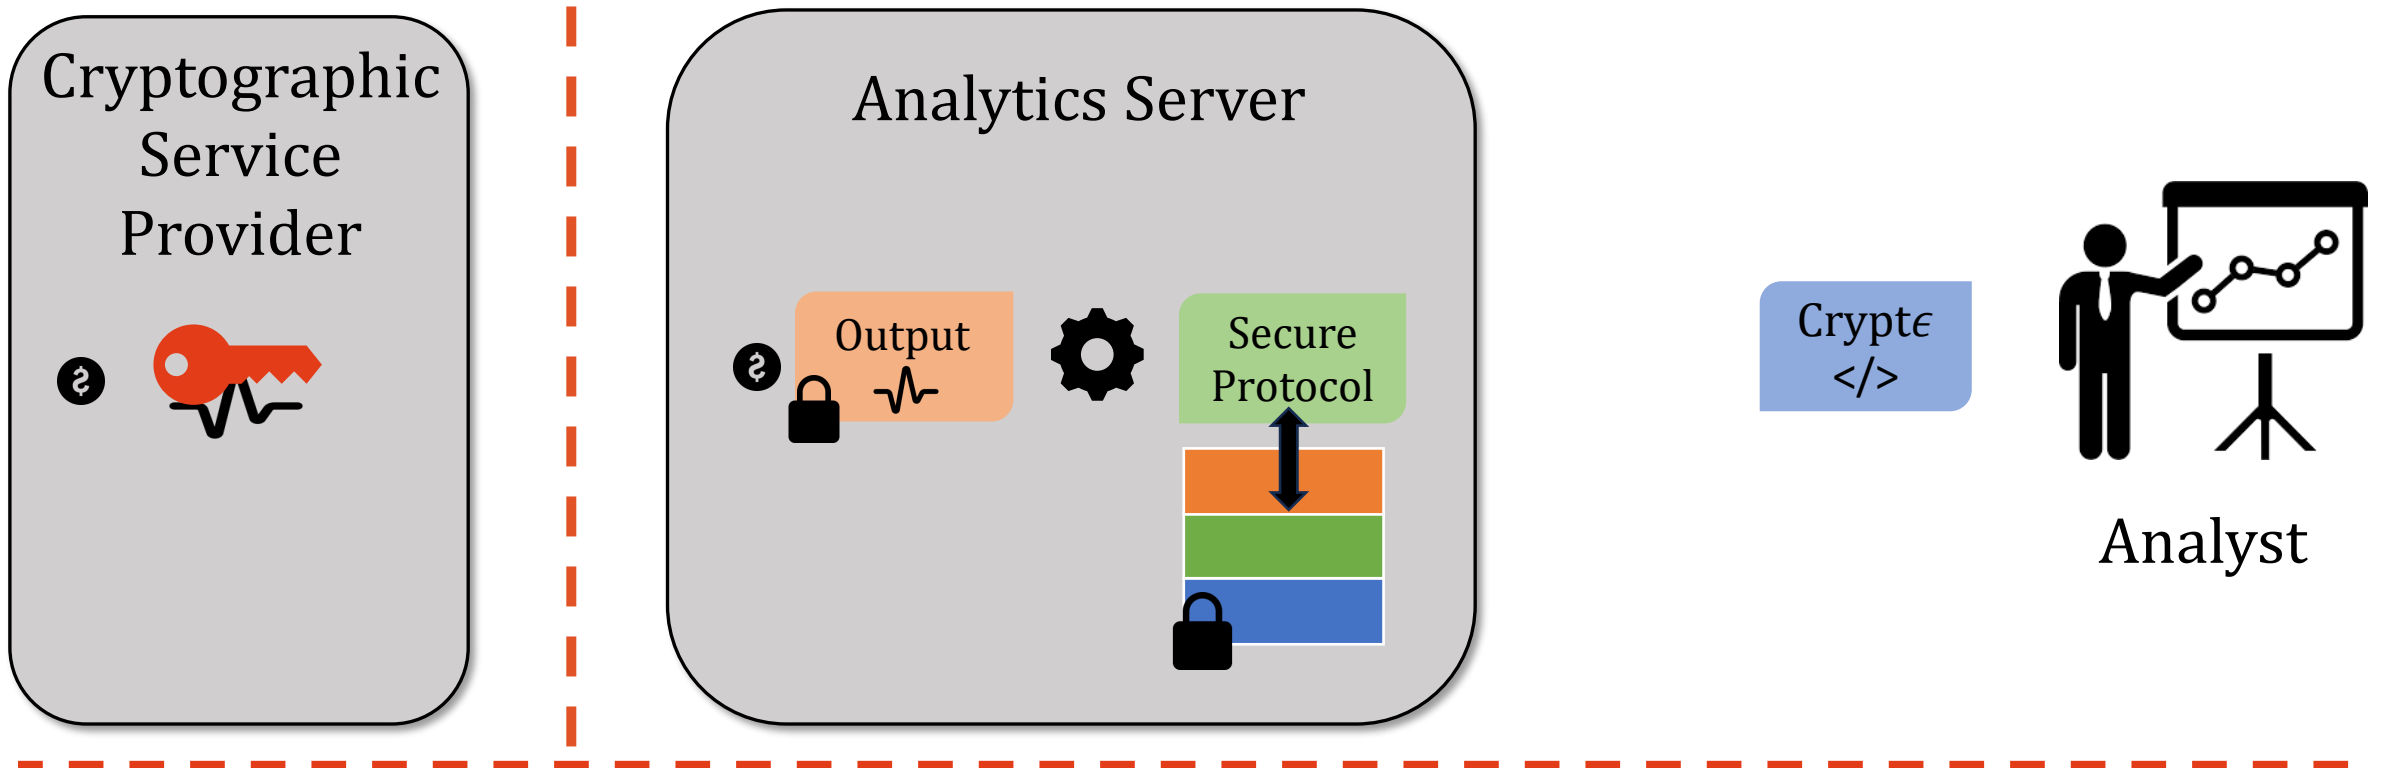 Cryptographic
Service
Provider
Analytics Server
$
$
Output
Secure
Protocol
Cryptϵ
</>
Analyst